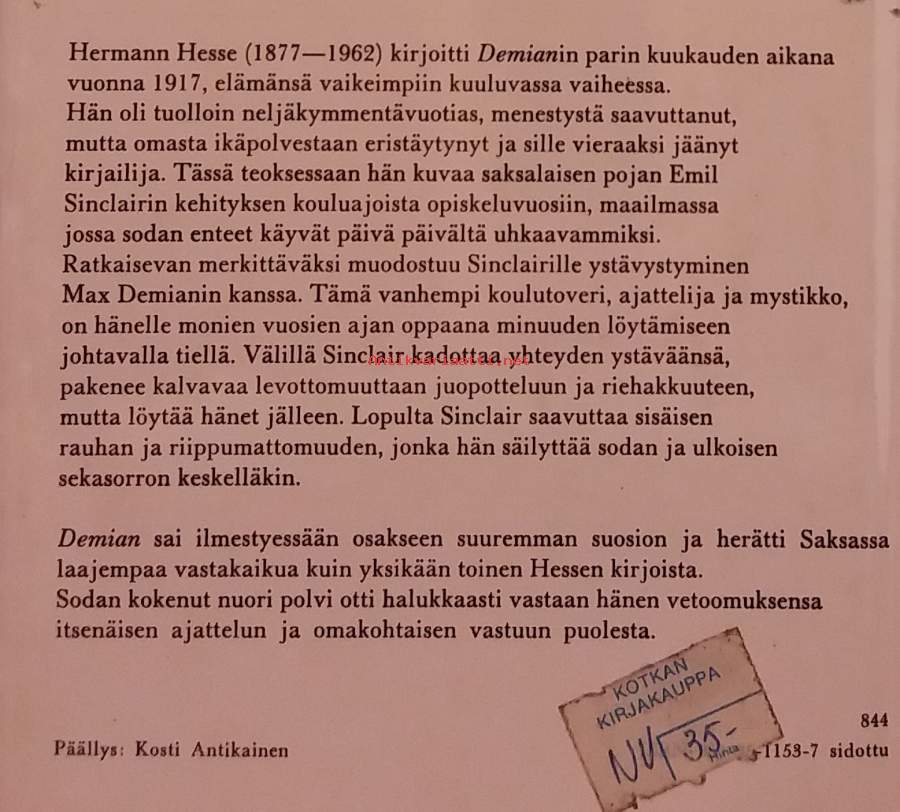 Hermann Hesse (1877—1962) kirjoitti Demianin parin kuukauden aikana
vuonna 1917, elämänsä vaikeimpiin kuuluvassa vaiheessa.
Hän oli tuolloin neljäkymmentävuotias, menestystä saavuttanut,
mutta omasta ikäpolvestaan eristäytynyt ja sille vieraaksi jäänyt
kirjailija. Tässä teoksessaan hän kuvaa saksalaisen pojan Emil
Sinclairin kehityksen kouluajoista opiskeluvuosiin, maailmassa
jossa sodan enteet käyvät päivä päivältä uhkaavammiksi.
Ratkaisevan merkittäväksi muodostuu Sinclairille ystävystyminen
Max Demianin kanssa. Tämä vanhempi koulutoveri, ajattelija ja mystikko,
on hänelle monien vuosien ajan oppaana minuuden löytämiseen
johtavalla tiellä. Välillä Sinclair kadottaa yhteyden ystäväänsä,
Antikvariaatti.net
pakenee kalvavaa levottomuuttaan juopotteluun ja riehakkuuteen,
mutta löytää hänet jälleen. Lopulta Sinclair saavuttaa sisäisen
rauhan ja riippumattomuuden, jonka hän säilyttää sodan ja ulkoisen
sekasorron keskelläkin.
Demian sai ilmestyessään osakseen suuremman suosion ja herätti Saksassa
laajempaa vastakaikua kuin yksikään toinen Hessen kirjoista.
Sodan kokenut nuori polvi otti halukkaasti vastaan hänen vetoomuksensa
itsenäisen ajattelun ja omakohtaisen vastuun puolesta.
KOTKAN
KIRJAKAUPPA
35,-
Hinta
844
Päällys: Kosti Antikainen
-1153-7 sidottu